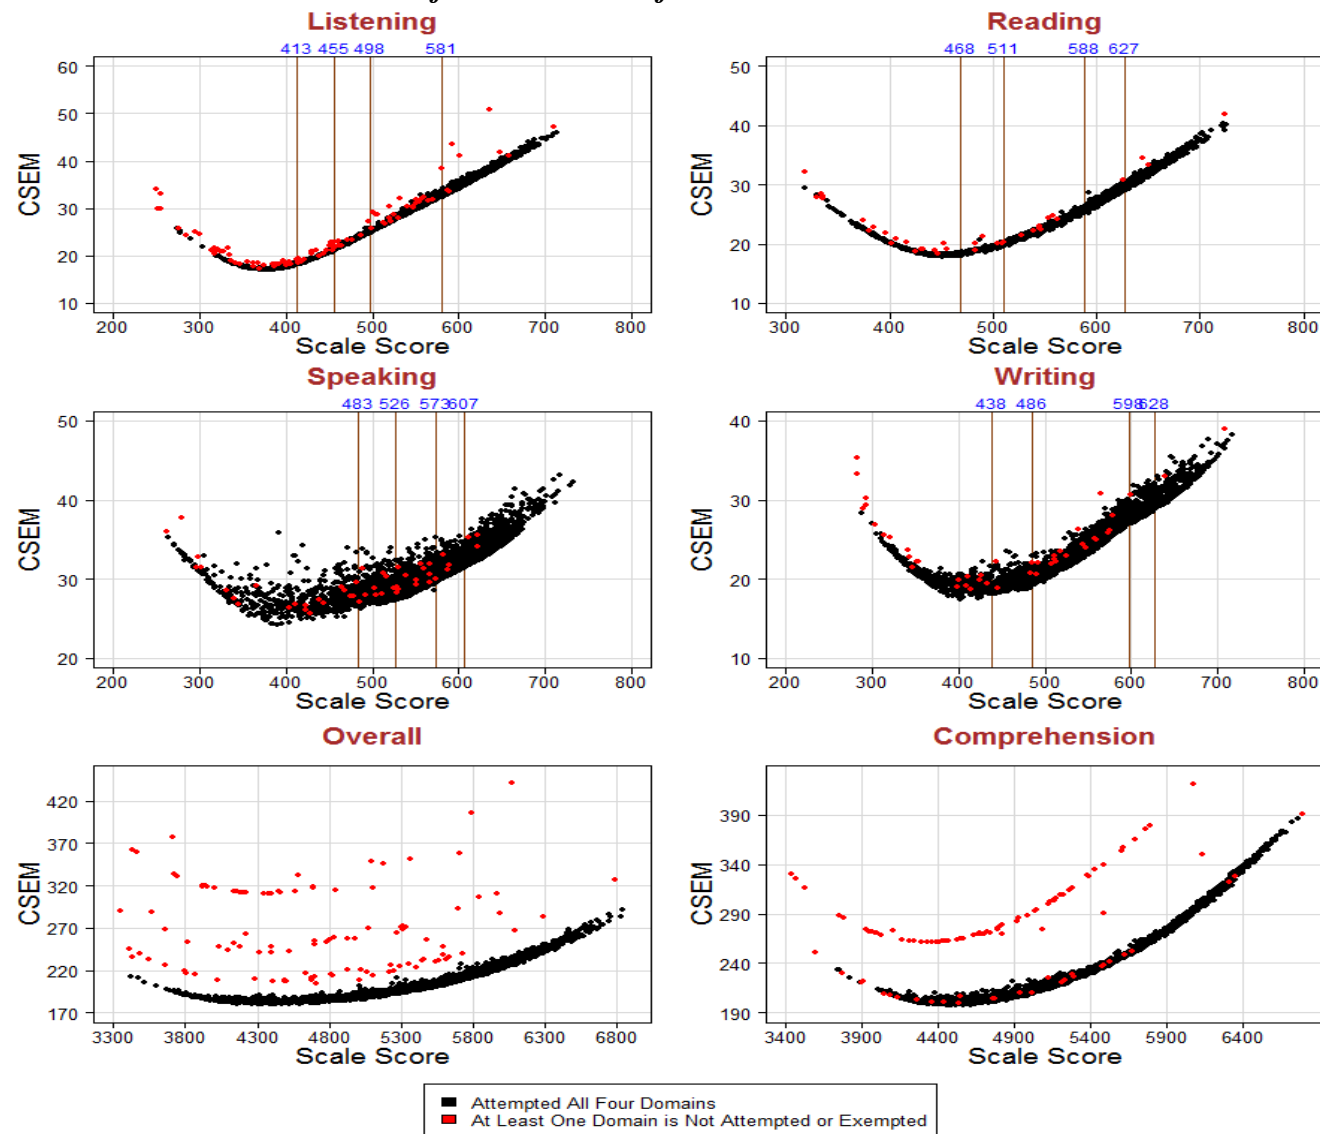 Listening
413 455 498 581
60
50
40
30
20
10
CSEM
200 300 400 500 600 700 800
Scale Score
Reading
468 511 588 627
50
40
30
20
10
CSEM
300 400 500 600 700 800
Scale Score
Speaking
483 526 573 607
50
40
30
20
CSEM
200 300 400 500 600 700 800
Scale Score
Writing
438 486 598 628
40
30
20
10
CSEM
200 300 400 500 600 700 800
Scale Score
Overall
420
370
320
270
220
170
CSEM
3300 3800 4300 4800 5300 5800 6300 6800
Scale Score
Comprehension
390
340
290
240
190
CSEM
3400 3900 4400 4900 5400 5900 6400
Scale Score
Attempted All Four Domains
At Least One Domain is Not Attempted or Exempted